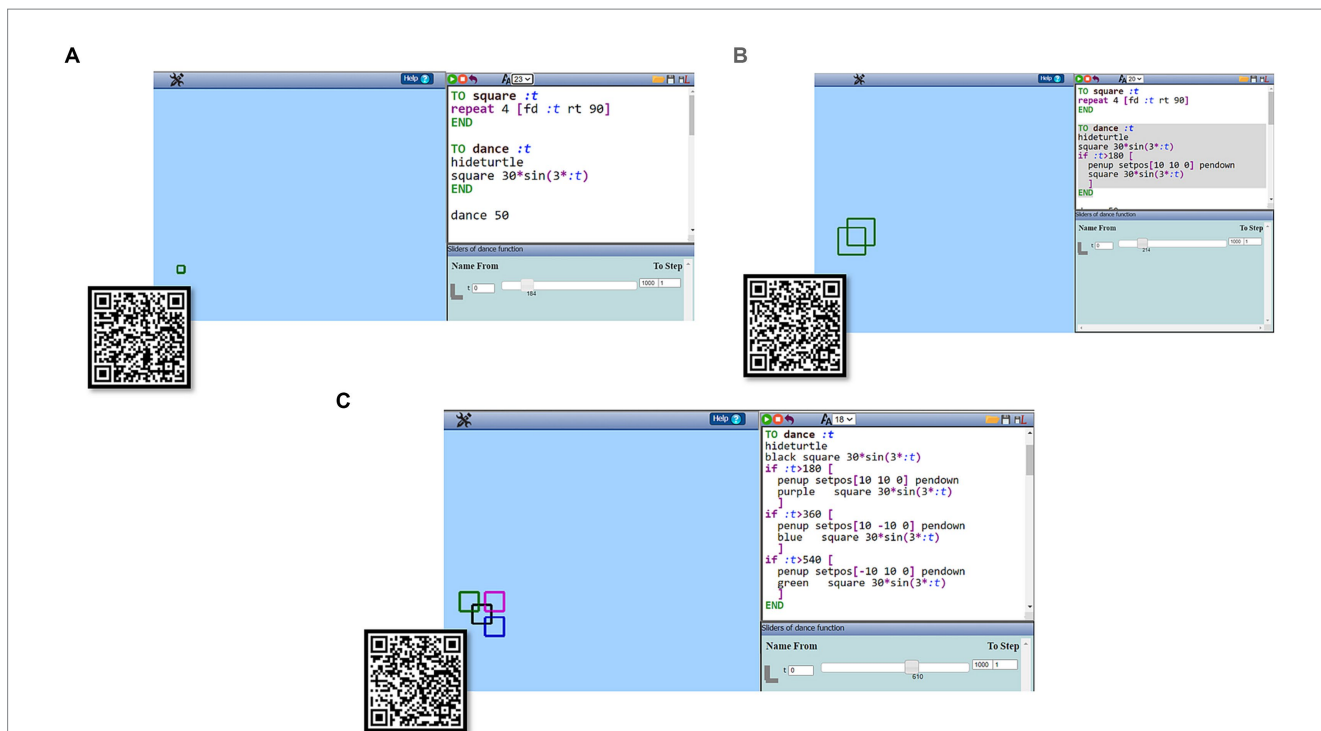 A
Help ?
AA 23
TO square :t
repeat 4 [fd :t rt 90]
END
TO dance :t
hideturtle
square 30*sin(3*:t)
END
dance 50
Sliders of dance function
Name From
To Step
t 0
1000 1
184
B
Help ?
AA 20
TO square :t
repeat 4 [fd :t rt 90]
END
TO dance :t
hideturtle
square 30*sin(3*:t)
if :t>180 [
penup setpos[10 10 0] pendown
square 30*sin(3*:t)
]
END
dance 50
Sliders of dance function
Name From
To Step
t 0
1000 1
214
C
Help ?
AA 18
TO dance :t
hideturtle
black square 30*sin(3*:t)
if :t>180 [
penup setpos[10 10 0] pendown
purple square 30*sin(3*:t)
]
if :t>360 [
penup setpos[10 -10 0] pendown
blue square 30*sin(3*:t)
]
if :t>540 [
penup setpos[-10 10 0] pendown
green square 30*sin(3*:t)
]
END
Sliders of dance function
Name From
To Step
t 0
1000 1
610